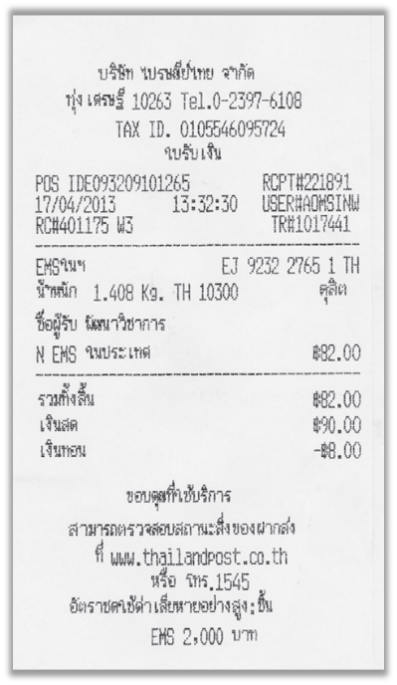 บริษัท ไปรษณีย์ไทย จำกัด
ทุ่งเศรษฐี 10263 Tel.0-2397-6108
TAX ID. 0105546095724
ใบรับเงิน
POS IDE093209101265 RCPT#221891
17/04/2013 13:32:30 USER#AOMSINW
RC#401175 W3 TR#1017441
EMSในฯ EJ 9232 2765 1 TH
น้ำหนัก 1.408 Kg. TH 10300 ดุสิต
ชื่อผู้รับ พัฒนาวิชาการ
N EMS ในประเทศ ฿82.00
รวมทั้งสิ้น ฿82.00
เงินสด ฿90.00
เงินทอน -฿8.00
ขอบคุณที่ใช้บริการ
สามารถตรวจสอบสถานะสิ่งของฝากส่ง
ที่ www.thailandpost.co.th
หรือ โทร.1545
อัตราชดใช้ค่าเสียหายอย่างสูง:ชิ้น
EMS 2,000 บาท